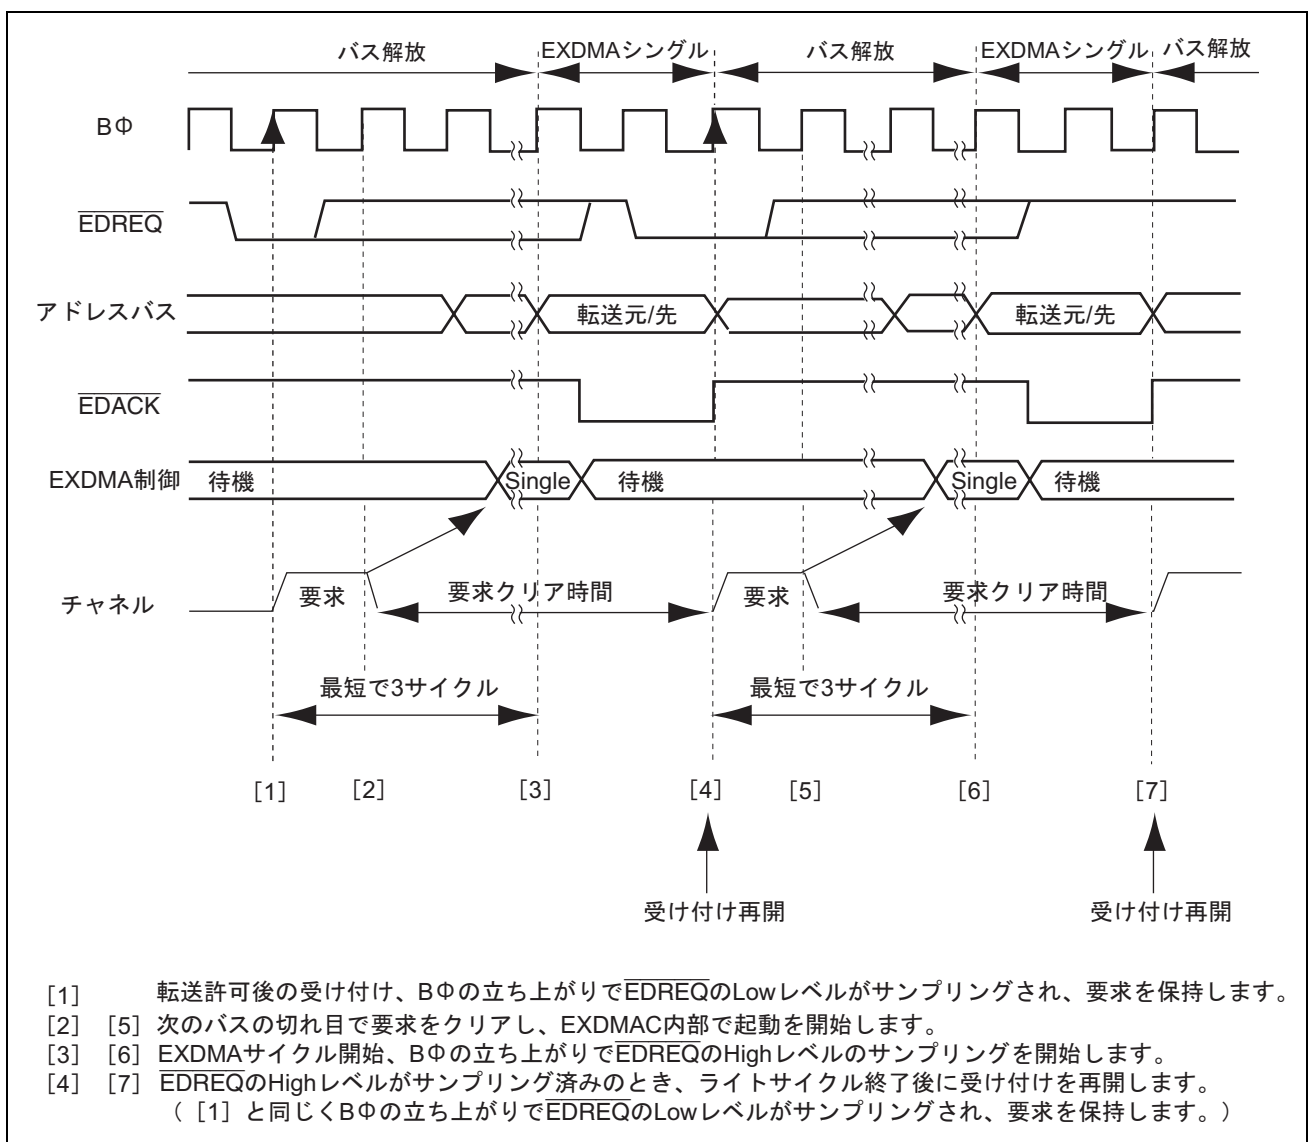 バス解放 EXDMAシングル バス解放 EXDMAシングル バス解放
BΦ
EDREQ
アドレスバス 転送元/先 転送元/先
EDACK
EXDMA制御 待機 Single 待機 Single 待機
チャネル 要求 要求クリア時間 要求 要求クリア時間
最短で3サイクル 最短で3サイクル
[1] [2] [3] [4] [5] [6] [7]
受け付け再開 受け付け再開
[1] 転送許可後の受け付け、BΦの立ち上がりでEDREQのLowレベルがサンプリングされ、要求を保持します。
[2] [5] 次のバスの切れ目で要求をクリアし、EXDMAC内部で起動を開始します。
[3] [6] EXDMAサイクル開始、BΦの立ち上がりでEDREQのHighレベルのサンプリングを開始します。
[4] [7] EDREQのHighレベルがサンプリング済みのとき、ライトサイクル終了後に受け付けを再開します。
（[1]と同じくBΦの立ち上がりでEDREQのLowレベルがサンプリングされ、要求を保持します。）